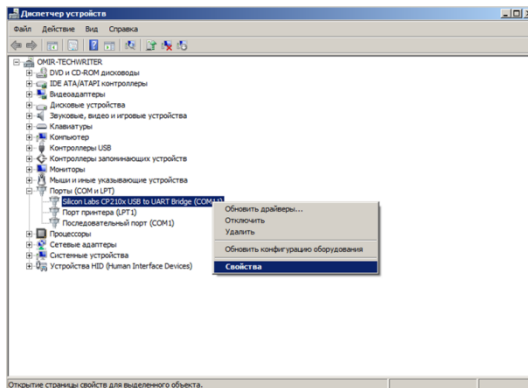 Диспетчер устройств
Файл Действие Вид Справка
OMIR-TECHWRITER
DVD и CD-ROM дисководы
IDE ATA/ATAPI контроллеры
Видеоадаптеры
Дисковые устройства
Звуковые, видео и игровые устройства
Клавиатуры
Компьютер
Контроллеры USB
Контроллеры запоминающих устройств
Мониторы
Мыши и иные указывающие устройства
Порты (COM и LPT)
Silicon Labs CP210x USB to UART Bridge
Порт принтера (LPT1)
Последовательный порт (COM1)
Процессоры
Сетевые адаптеры
Системные устройства
Устройства HID (Human Interface Devices)
Обновить драйверы...
Отключить
Удалить
Обновить конфигурацию оборудования
Свойства
Открытие страницы свойств для выделенного объекта.